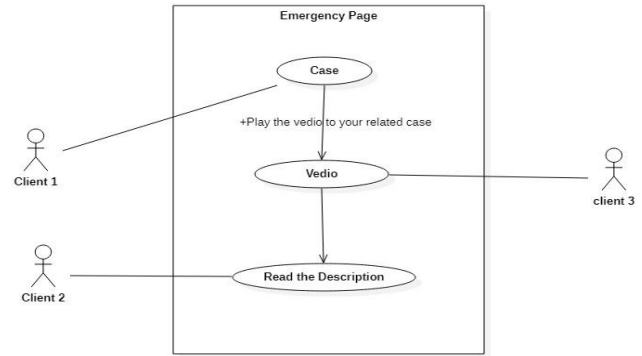 Emergency Page
Case
+Play the vedio to your related case
Client 1
Vedio
client 3
Read the Description
Client 2